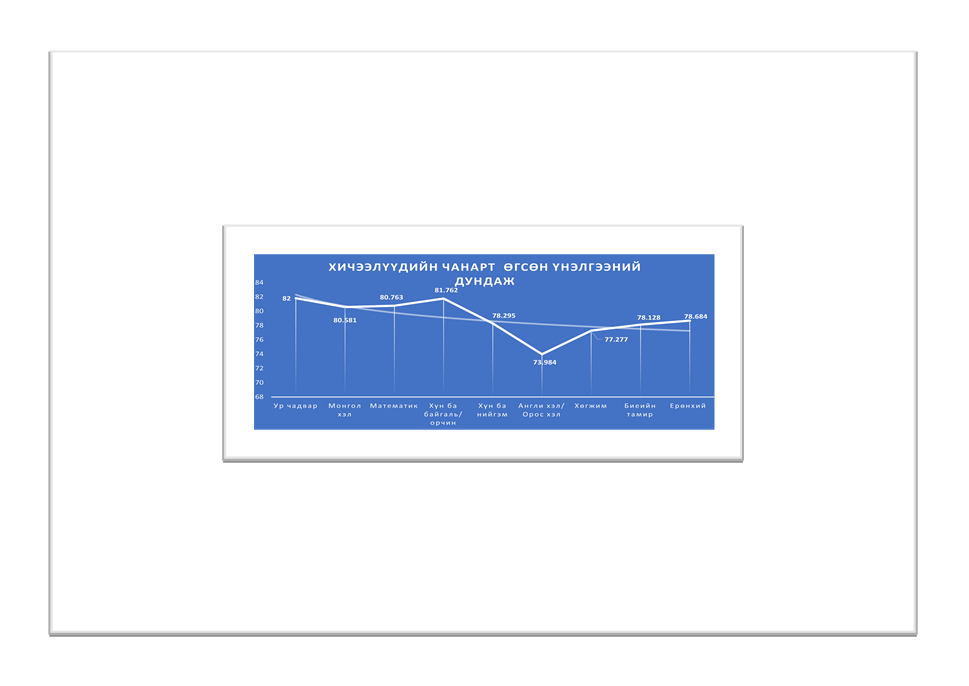 ХИЧЭЭЛҮҮДИЙН ЧАНАРТ ӨГСӨН ҮНЭЛГЭЭНИЙ
ДУНДАЖ
84
82
80
78
76
74
72
70
68
82
80.581
80.763
81.762
78.295
73.984
77.277
78.128
78.684
Ур чадвар
Монгол
хэл
Математик
Хүн ба
байгаль/
орчин
Хүн ба
нийгэм
Англи хэл/
Орос хэл
Хөгжим
Биеийн
тамир
Ерөнхий